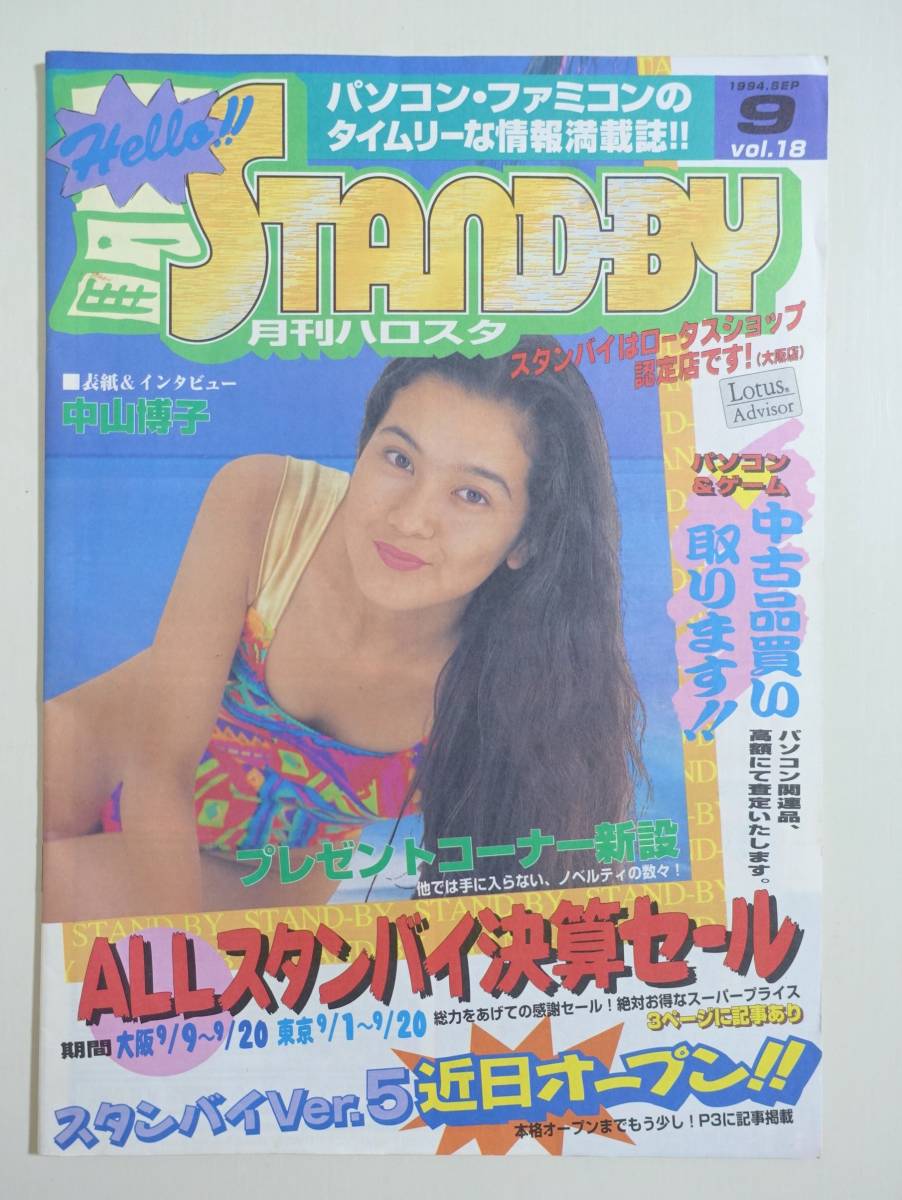 Hello!!
パソコン・ファミコンの
タイムリーな情報満載誌!!
1994.SEP
9
vol.18
月刊
STAND-BY
月刊ハロスタ
スタンバイはロータスショップ
認定店です!(大阪店)
Lotus®
Advisor
■表紙&インタビュー
中山博子
パソコン
&ゲーム
中古品買い
取ります!!
パソコン関連品、
高額にて査定いたします。
プレゼントコーナー新設
他では手に入らない、ノベルティの数々!
STAND-BY STAND-BY STAND-BY
ALLスタンバイ決算セール
総力をあげての感謝セール!絶対お得なスーパープライス
3ページに記事あり
期間 大阪9/9〜9/20 東京9/1〜9/20
スタンバイVer.5近日オープン!!
本格オープンまでもう少し!P3に記事掲載